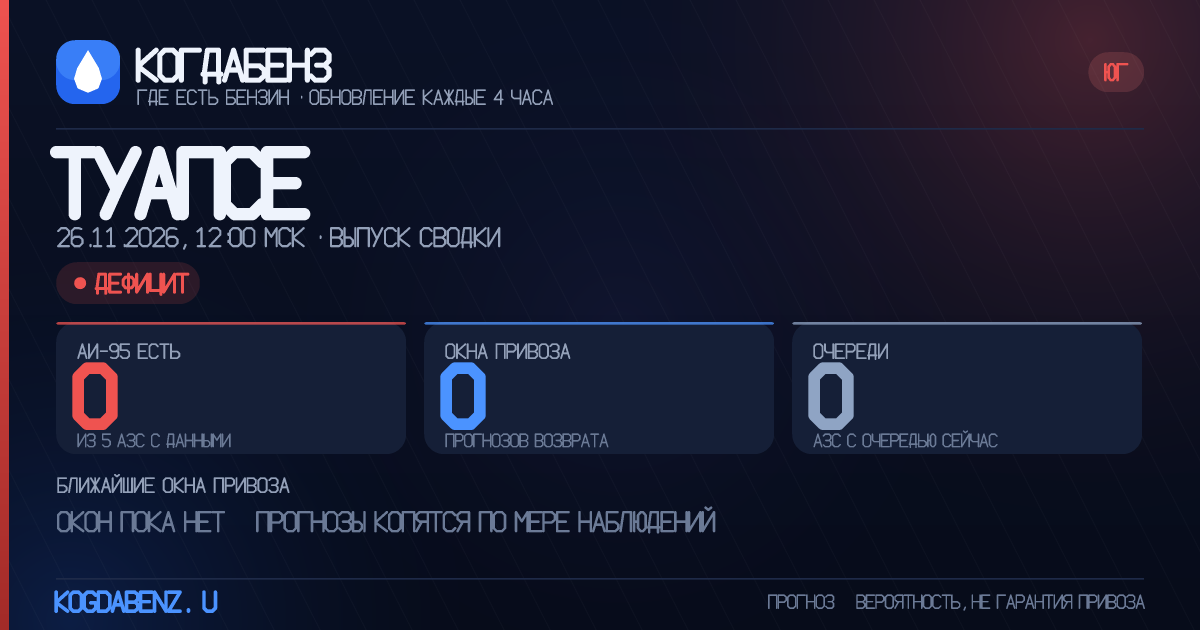 КОГДАБЕНЗ
ГДЕ ЕСТЬ БЕНЗИН · ОБНОВЛЕНИЕ КАЖДЫЕ 4 ЧАСА
ЮГ
ТУАПСЕ
26.11.2026, 12:00 МСК · ВЫПУСК СВОДКИ
ДЕФИЦИТ
АИ-95 ЕСТЬ
0
ИЗ 5 АЗС С ДАННЫМИ
ОКНА ПРИВОЗА
0
ПРОГНОЗОВ ВОЗВРАТА
ОЧЕРЕДИ
0
АЗС С ОЧЕРЕДЬЮ СЕЙЧАС
БЛИЖАЙШИЕ ОКНА ПРИВОЗА
ОКОН ПОКА НЕТ ПРОГНОЗЫ КОПЯТСЯ ПО МЕРЕ НАБЛЮДЕНИЙ
KOGDABENZ. U
ПРОГНОЗ ВЕРОЯТНОСТЬ, НЕ ГАРАНТИЯ ПРИВОЗА